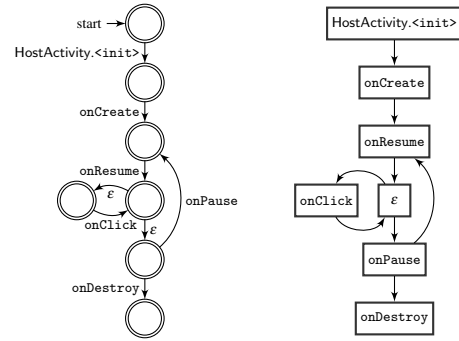 start
HostActivity.<init>
onCreate
onResume
ε
onClick
ε
onPause
onDestroy
HostActivity.<init>
onCreate
onResume
onClick
ε
onPause
onDestroy